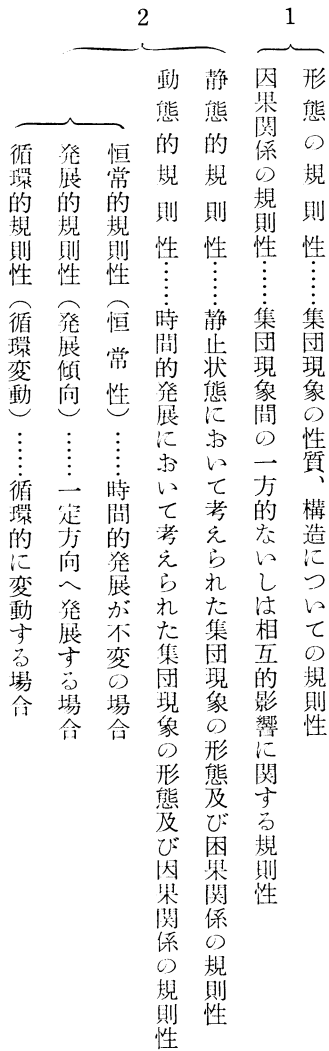 1
形態の規則性……集団現象の性質、構造についての規則性
因果関係の規則性……集団現象間の一方的ないしは相互的影響に関する規則性
2
静態的規則性……静止状態において考えられた集団現象の形態及び困果関係の規則性
動態的規則性……時間的発展において考えられた集団現象の形態及び因果関係の規則性
恒常的規則性（恒常性）……時間的発展が不変の場合
発展的規則性（発展傾向）……一定方向へ発展する場合
循環的規則性（循環変動）……循環的に変動する場合